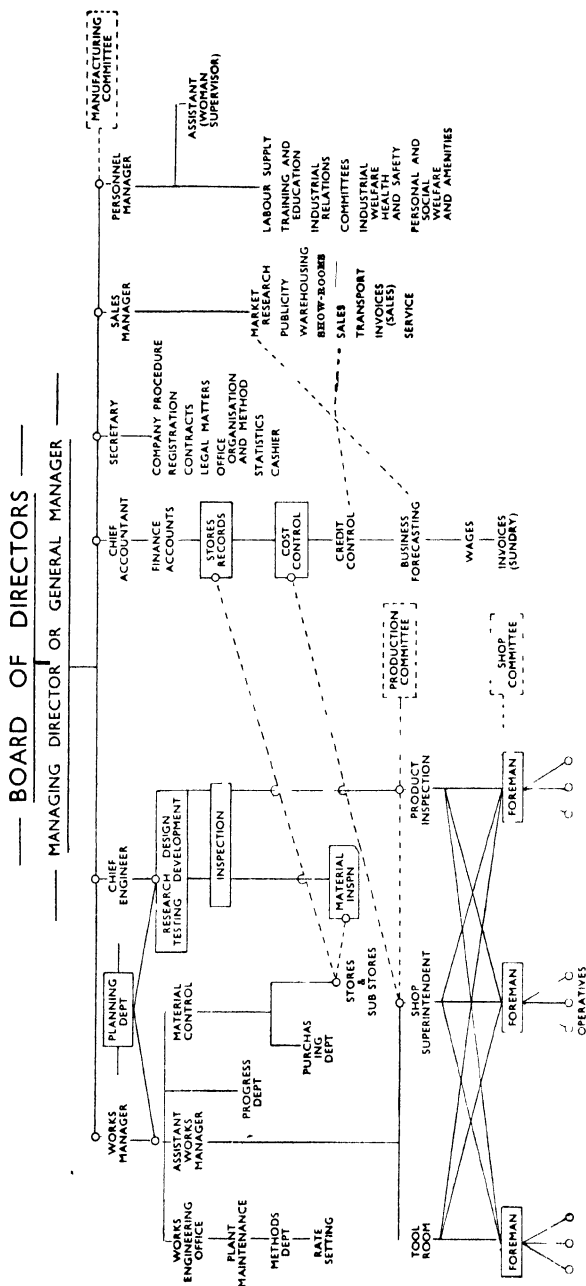 BOARD OF DIRECTORS
MANAGING DIRECTOR OR GENERAL MANAGER
MANUFACTURING
COMMITTEE
PLANNING
DEPT
WORKS
MANAGER
CHIEF
ENGINEER
CHIEF
ACCOUNTANT
SECRETARY
SALES
MANAGER
PERSONNEL
MANAGER
ASSISTANT
(WOMAN
SUPERVISOR)
ASSISTANT
WORKS
MANAGER
WORKS
ENGINEERING
OFFICE
PLANT
MAINTENANCE
METHODS
DEPT
RATE
SETTING
PROGRESS
DEPT
MATERIAL
CONTROL
PURCHAS
ING DEPT
STORES
&
SUB STORES
RESEARCH DESIGN
TESTING DEVELOPMENT
INSPECTION
MATERIAL
INSPN
FINANCE
ACCOUNTS
STORES
RECORDS
COST
CONTROL
CREDIT
CONTROL
BUSINESS
FORECASTING
WAGES
INVOICES
(SUNDRY)
COMPANY PROCEDURE
REGISTRATION
CONTRACTS
LEGAL MATTERS
OFFICE
ORGANISATION
AND METHOD
STATISTICS
CASHIER
MARKET
RESEARCH
PUBLICITY
WAREHOUSING
SHOW-ROOMS
SALES
TRANSPORT
INVOICES
(SALES)
SERVICE
LABOUR SUPPLY
TRAINING AND
EDUCATION
INDUSTRIAL
RELATIONS
COMMITTEES
INDUSTRIAL
WELFARE
HEALTH
AND SAFETY
PERSONAL AND
SOCIAL
WELFARE
AND AMENITIES
TOOL
ROOM
SHOP
SUPERINTENDENT
PRODUCT
INSPECTION
PRODUCTION
COMMITTEE
FOREMAN
FOREMAN
FOREMAN
SHOP
COMMITTEE
OPERATIVES